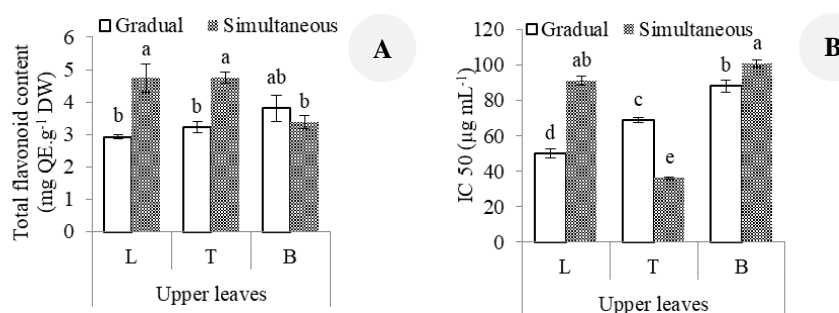 Gradual Simultaneous
A
Total flavonoid content
(mg QE.g⁻¹ DW)
6
5
4
3
2
1
0
a
a
ab
b
b
b
L T B
Upper leaves
Gradual Simultaneous
B
IC 50 (µg mL⁻¹)
120
100
80
60
40
20
0
d
ab
c
e
b
a
L T B
Upper leaves